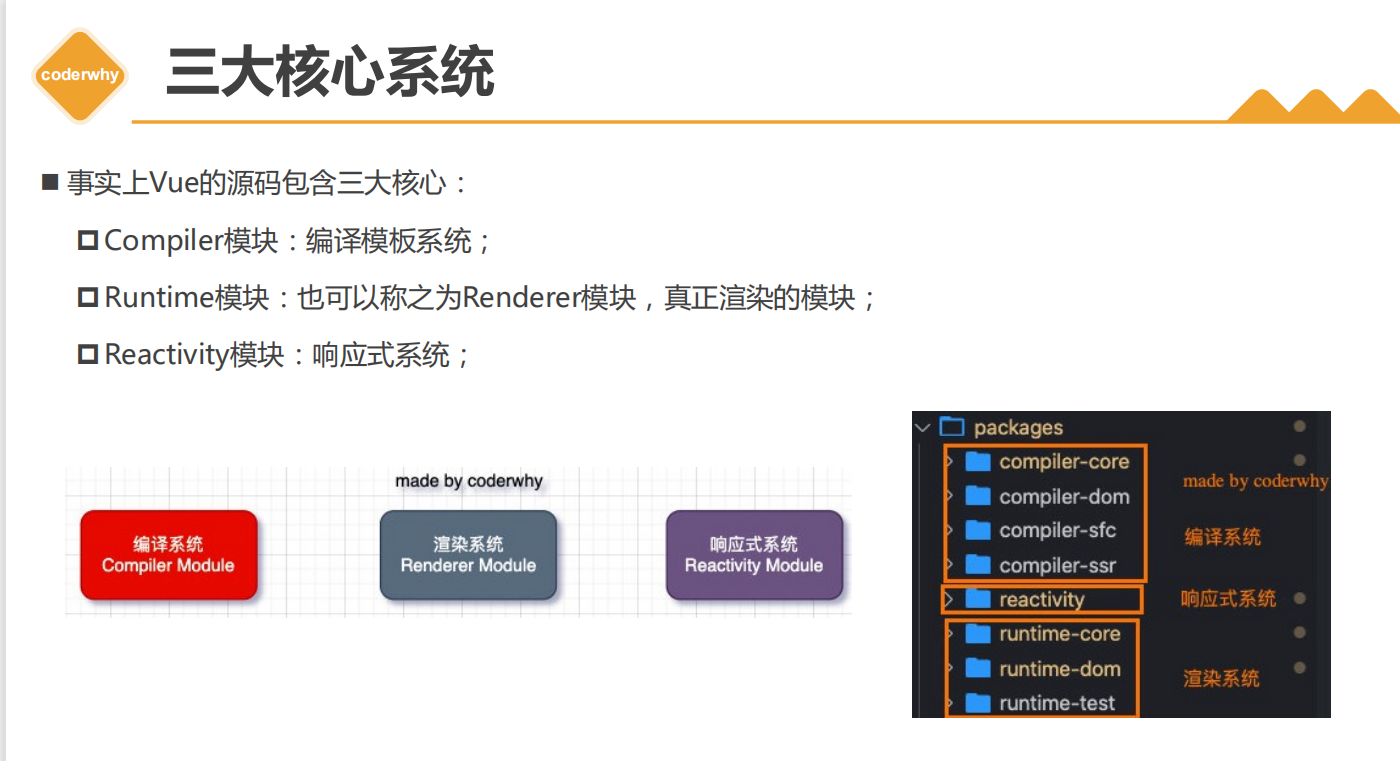 coderwhy
三大核心系统
事实上Vue的源码包含三大核心：
Compiler模块：编译模板系统；
Runtime模块：也可以称之为Renderer模块，真正渲染的模块；
Reactivity模块：响应式系统；
made by coderwhy
编译系统
Compiler Module
渲染系统
Renderer Module
响应式系统
Reactivity Module
packages
compiler-core
made by coderwhy
compiler-dom
compiler-sfc
编译系统
compiler-ssr
reactivity
响应式系统
runtime-core
runtime-dom
渲染系统
runtime-test